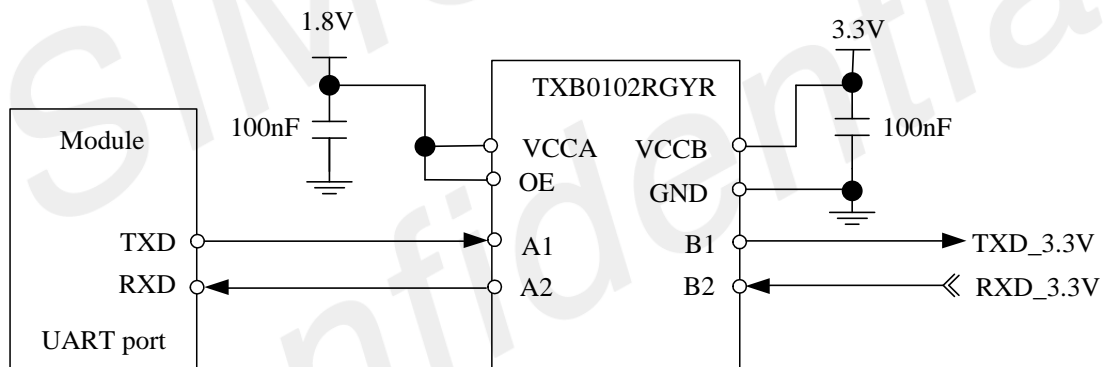 1.8V
3.3V
TXB0102RGYR
100nF
100nF
Module
VCCA
VCCB
OE
GND
TXD
A1
B1
TXD_3.3V
RXD
A2
B2
RXD_3.3V
UART port